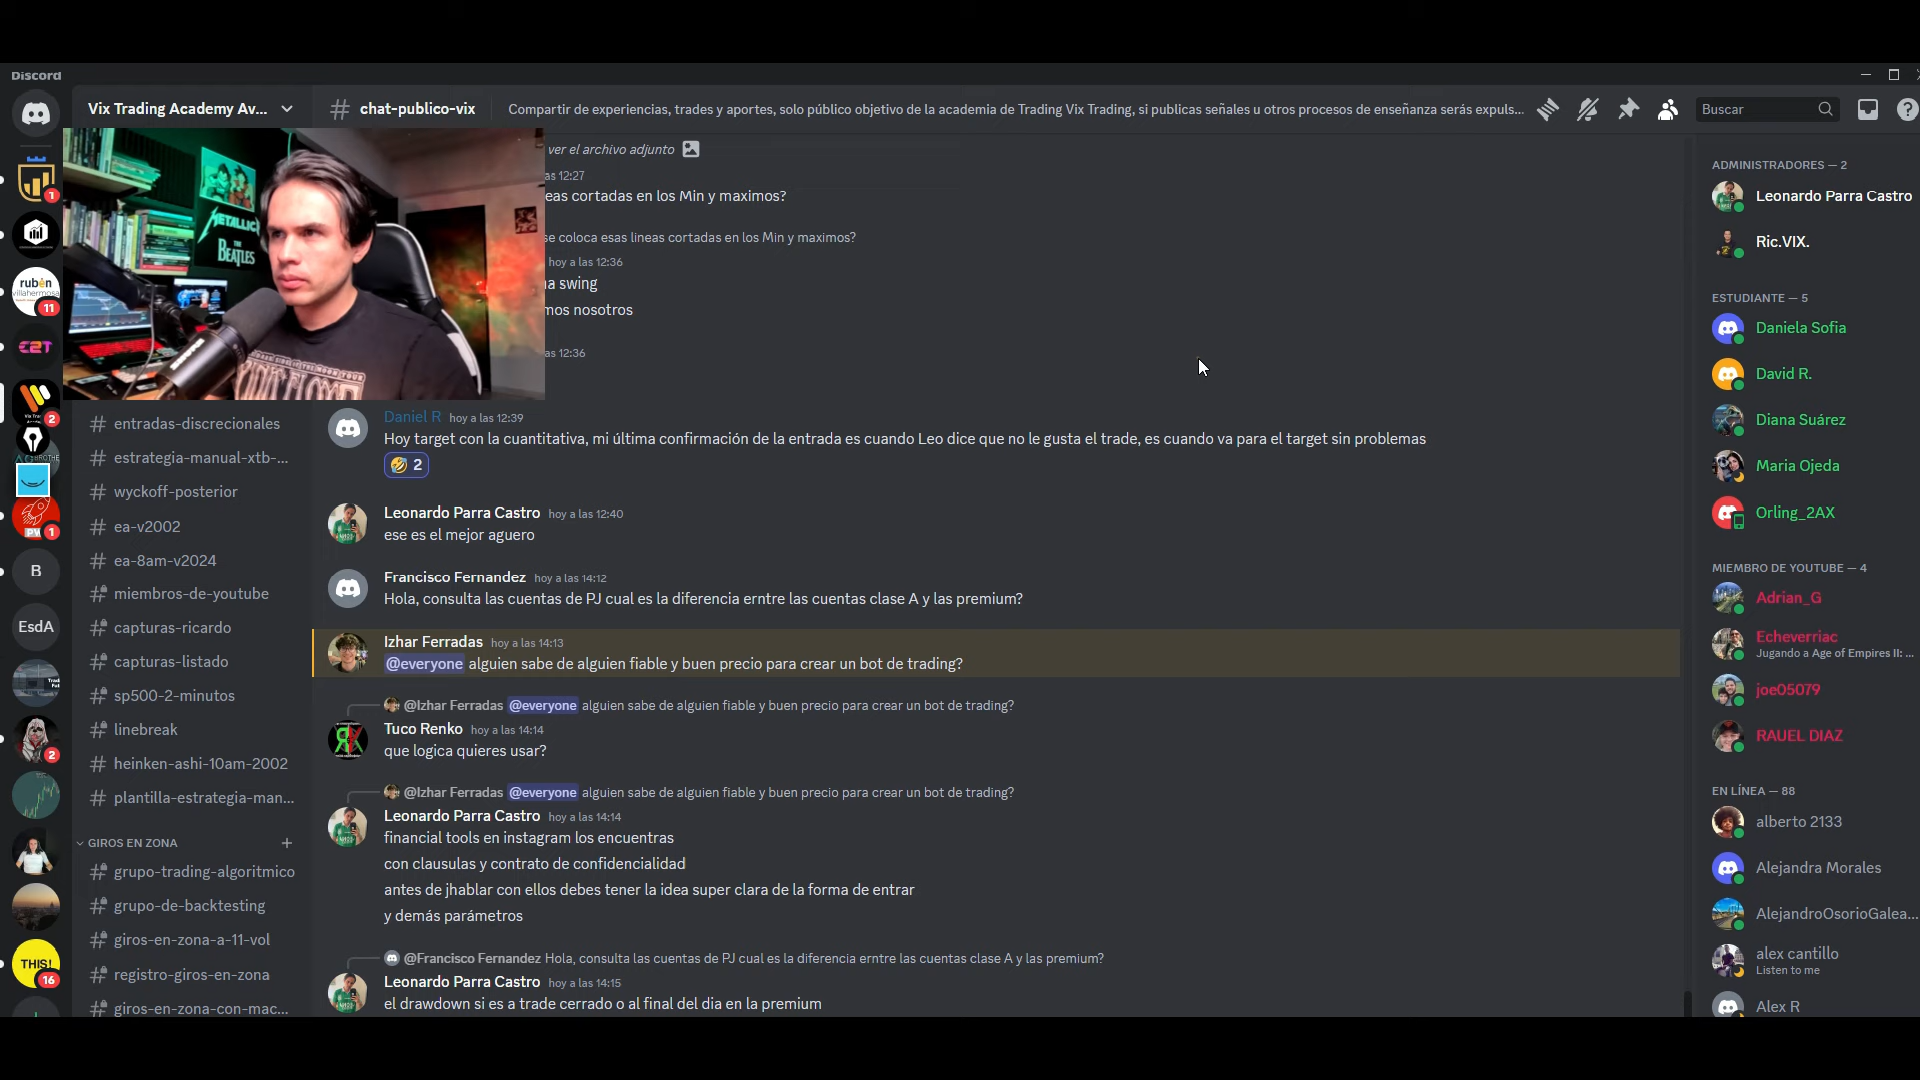 Discord
Vix Trading Academy Av...
chat-publico-vix
Compartir de experiencias, trades y aportes, solo público objetivo de la academia de Trading Vix Trading, si publicas señales u otros procesos de enseñanza serás expuls...
Buscar
METALLICA
THE
BEATLES
1
rubén
villahermosa
11
C2T
2
1
B
EsdA
2
THIS!
16
entradas-discrecionales
estrategia-manual-xtb-...
wyckoff-posterior
ea-v2002
ea-8am-v2024
miembros-de-youtube
capturas-ricardo
capturas-listado
sp500-2-minutos
linebreak
heinken-ashi-10am-2002
plantilla-estrategia-man...
GIROS EN ZONA
grupo-trading-algoritmico
grupo-de-backtesting
giros-en-zona-a-11-vol
registro-giros-en-zona
giros-en-zona-con-mac...
ver el archivo adjunto
as 12:27
eas cortadas en los Min y maximos?
se coloca esas lineas cortadas en los Min y maximos?
hoy a las 12:36
a swing
mos nosotros
as 12:36
Daniel R hoy a las 12:39
Hoy target con la cuantitativa, mi última confirmación de la entrada es cuando Leo dice que no le gusta el trade, es cuando va para el target sin problemas
🤣 2
Leonardo Parra Castro hoy a las 12:40
ese es el mejor aguero
Francisco Fernandez hoy a las 14:12
Hola, consulta las cuentas de PJ cual es la diferencia erntre las cuentas clase A y las premium?
Izhar Ferradas hoy a las 14:13
@everyone alguien sabe de alguien fiable y buen precio para crear un bot de trading?
@Izhar Ferradas @everyone alguien sabe de alguien fiable y buen precio para crear un bot de trading?
Tuco Renko hoy a las 14:14
que logica quieres usar?
@Izhar Ferradas @everyone alguien sabe de alguien fiable y buen precio para crear un bot de trading?
Leonardo Parra Castro hoy a las 14:14
financial tools en instagram los encuentras
con clausulas y contrato de confidencialidad
antes de jhablar con ellos debes tener la idea super clara de la forma de entrar
y demás parámetros
@Francisco Fernandez Hola, consulta las cuentas de PJ cual es la diferencia erntre las cuentas clase A y las premium?
Leonardo Parra Castro hoy a las 14:15
el drawdown si es a trade cerrado o al final del dia en la premium
ADMINISTRADORES — 2
Leonardo Parra Castro
Ric.VIX.
ESTUDIANTE — 5
Daniela Sofia
David R.
Diana Suárez
Maria Ojeda
Orling_2AX
MIEMBRO DE YOUTUBE — 4
Adrian_G
Echeverriac
Jugando a Age of Empires II: ...
joe05079
RAUEL DIAZ
EN LÍNEA — 88
alberto 2133
Alejandra Morales
AlejandroOsorioGalea...
alex cantillo
Listen to me
Alex R